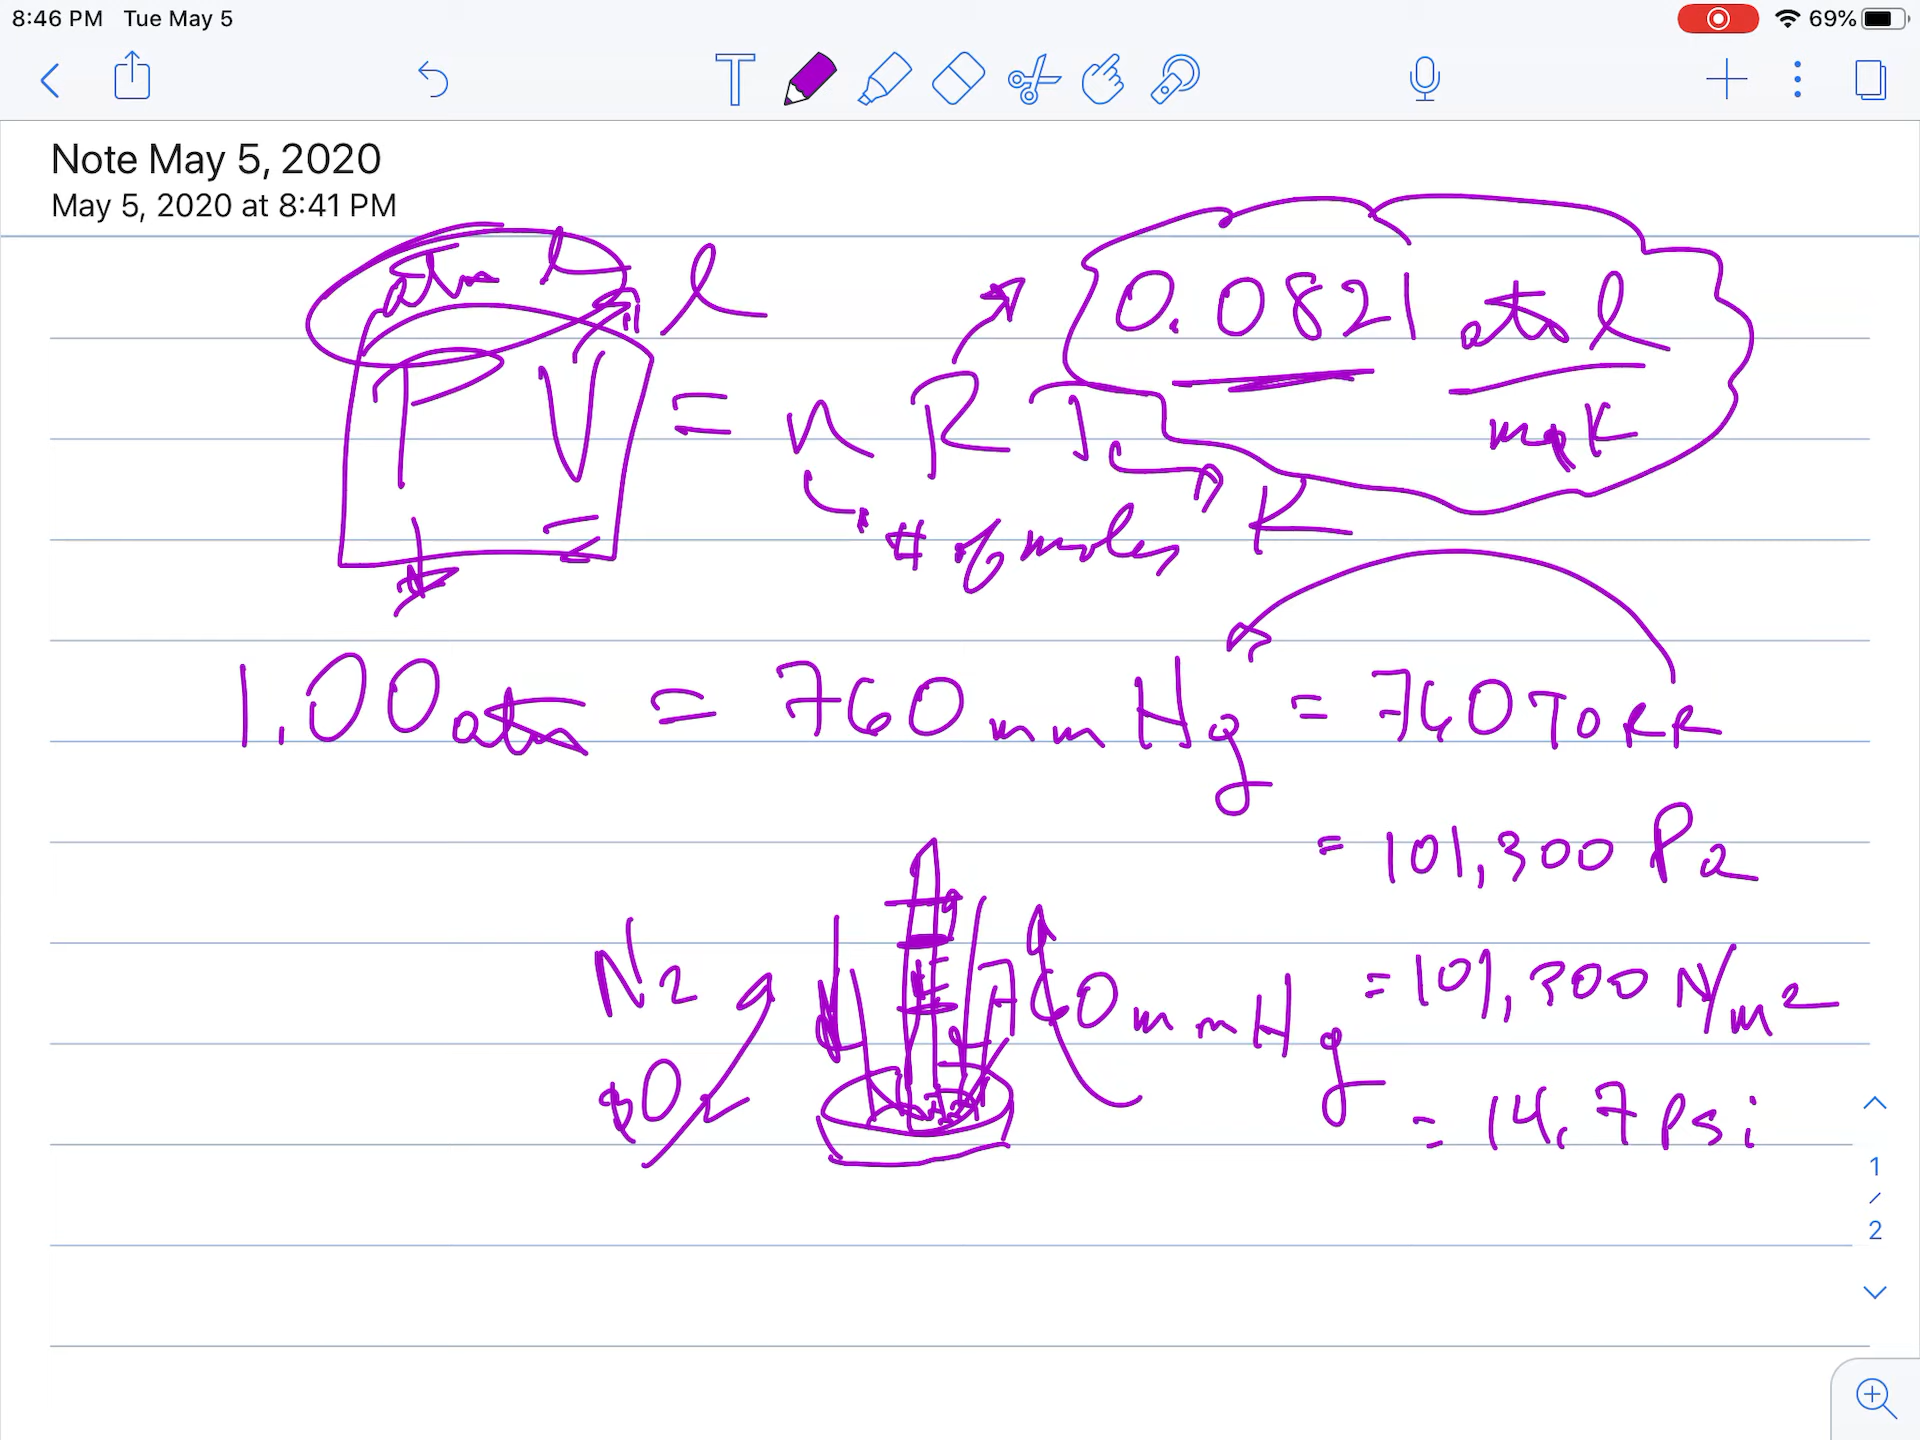 8:46 PM Tue May 5 69%
T
Note May 5, 2020
May 5, 2020 at 8:41 PM
atm l l 0.0821 atm l
P V = n R T mol K
# of moles K
1.00 atm = 760 mm Hg = 760 TORR
= 101,300 Pa
N2 760 mm Hg = 101,300 N/m2
O2 = 14.7 Psi
1
/
2